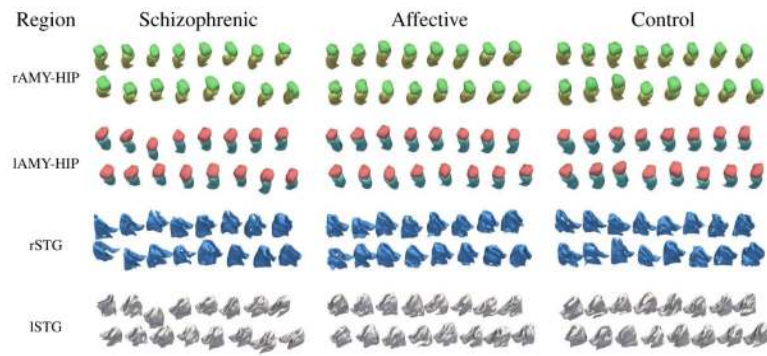 Region Schizophrenic Affective Control
rAMY-HIP
lAMY-HIP
rSTG
lSTG